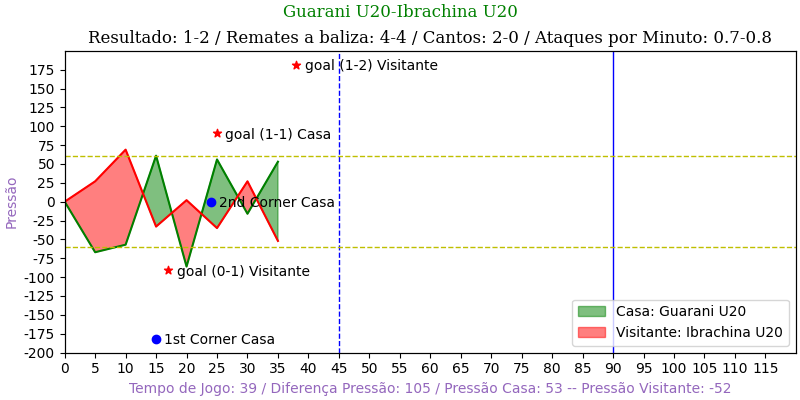 Guarani U20-Ibrachina U20
Resultado: 1-2 / Remates a baliza: 4-4 / Cantos: 2-0 / Ataques por Minuto: 0.7-0.8
Pressão
175
150
125
100
75
50
25
0
-25
-50
-75
-100
-125
-150
-175
-200
goal (1-2) Visitante
goal (1-1) Casa
2nd Corner Casa
goal (0-1) Visitante
1st Corner Casa
Casa: Guarani U20
Visitante: Ibrachina U20
0 5 10 15 20 25 30 35 40 45 50 55 60 65 70 75 80 85 90 95 100 105 110 115
Tempo de Jogo: 39 / Diferença Pressão: 105 / Pressão Casa: 53 -- Pressão Visitante: -52